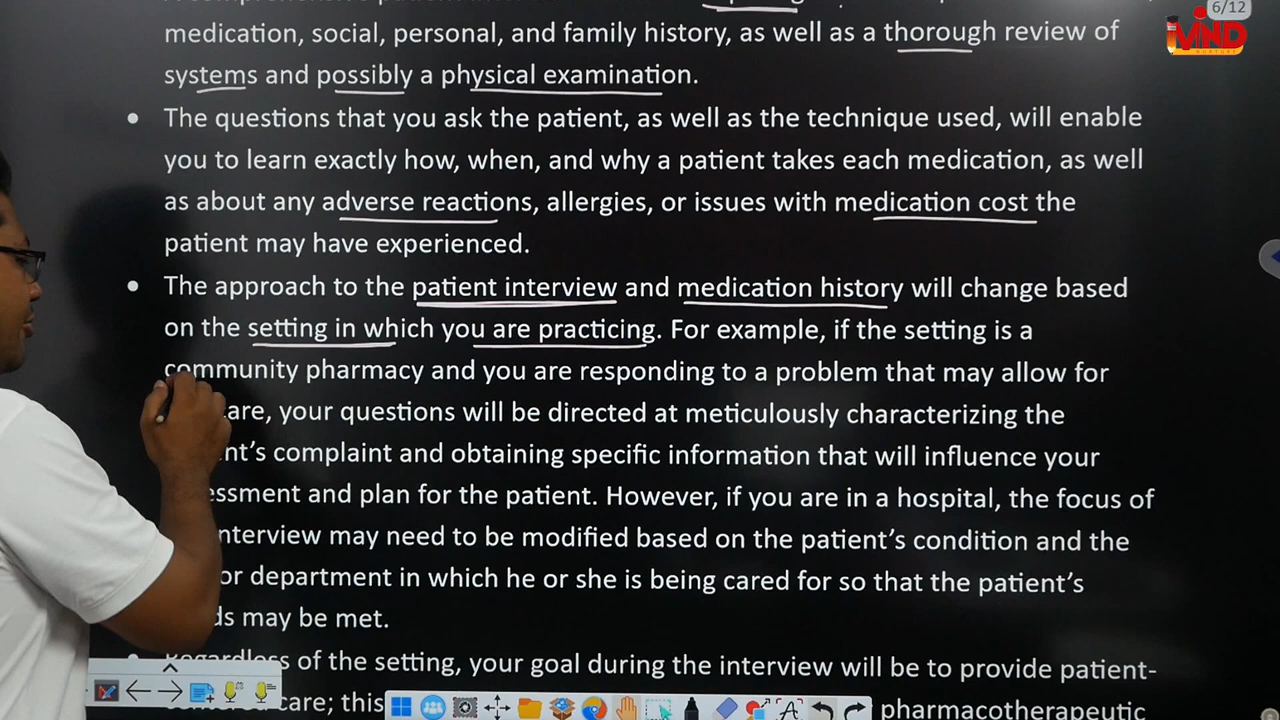 6/12
MIND
medication, social, personal, and family history, as well as a thorough review of
systems and possibly a physical examination.
• The questions that you ask the patient, as well as the technique used, will enable
you to learn exactly how, when, and why a patient takes each medication, as well
as about any adverse reactions, allergies, or issues with medication cost the
patient may have experienced.
• The approach to the patient interview and medication history will change based
on the setting in which you are practicing. For example, if the setting is a
community pharmacy and you are responding to a problem that may allow for
are, your questions will be directed at meticulously characterizing the
nt's complaint and obtaining specific information that will influence your
essment and plan for the patient. However, if you are in a hospital, the focus of
nterview may need to be modified based on the patient's condition and the
or department in which he or she is being cared for so that the patient's
ds may be met.
• Regardless of the setting, your goal during the interview will be to provide patient-
care; this
pharmacotherapeutic